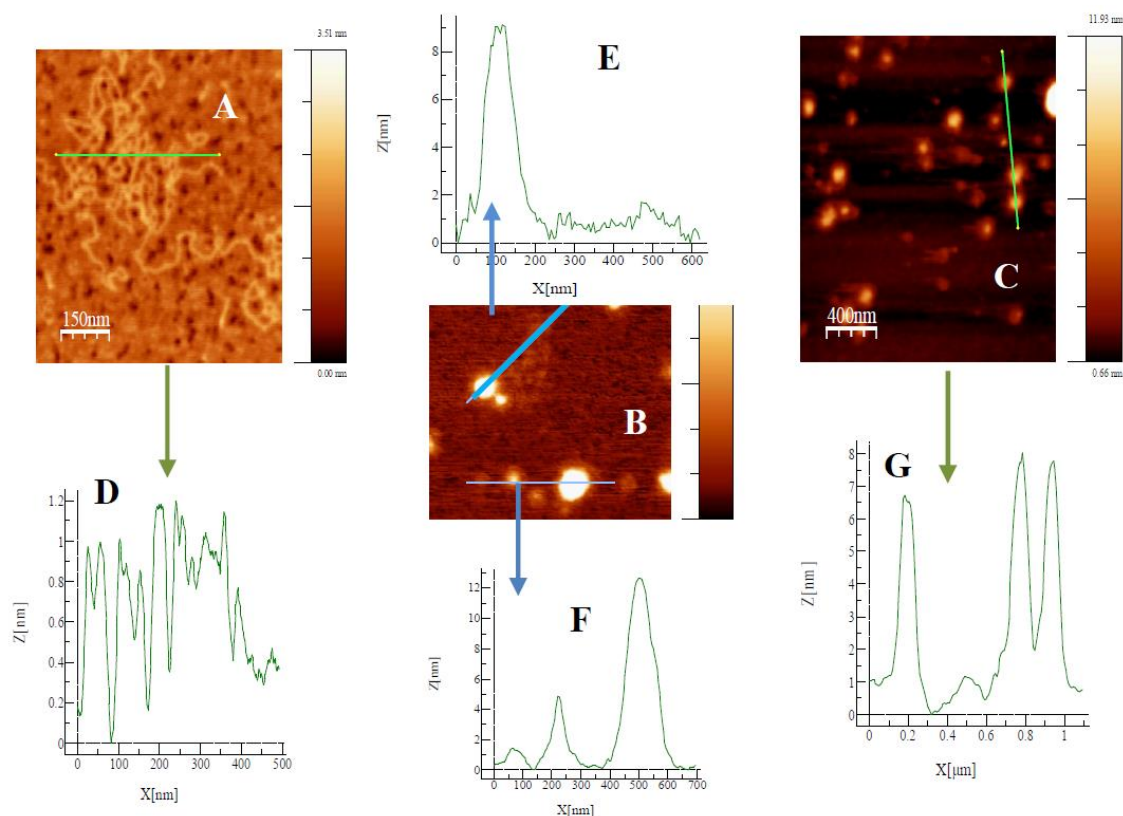 3.51 nm
A
150nm
0.00 nm
E
8
6
4
2
0
Z[nm]
0 100 200 300 400 500 600
X[nm]
B
11.93 nm
C
400nm
0.66 nm
D
1.2
1
0.8
0.6
0.4
0.2
0
Z[nm]
0 100 200 300 400 500
X[nm]
F
12
10
8
6
4
2
0
Z[nm]
0 100 200 300 400 500 600 700
X[nm]
G
8
7
6
5
4
3
2
1
0
Z[nm]
0 0.2 0.4 0.6 0.8 1
X[µm]